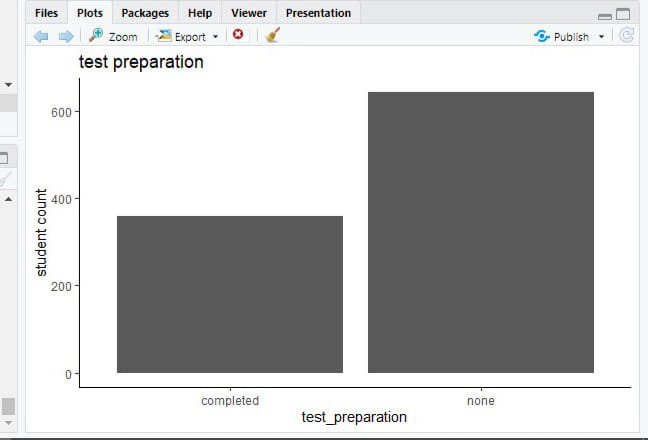 Files Plots Packages Help Viewer Presentation
Zoom Export Publish
test preparation
600
400
200
0
student count
completed none
test_preparation